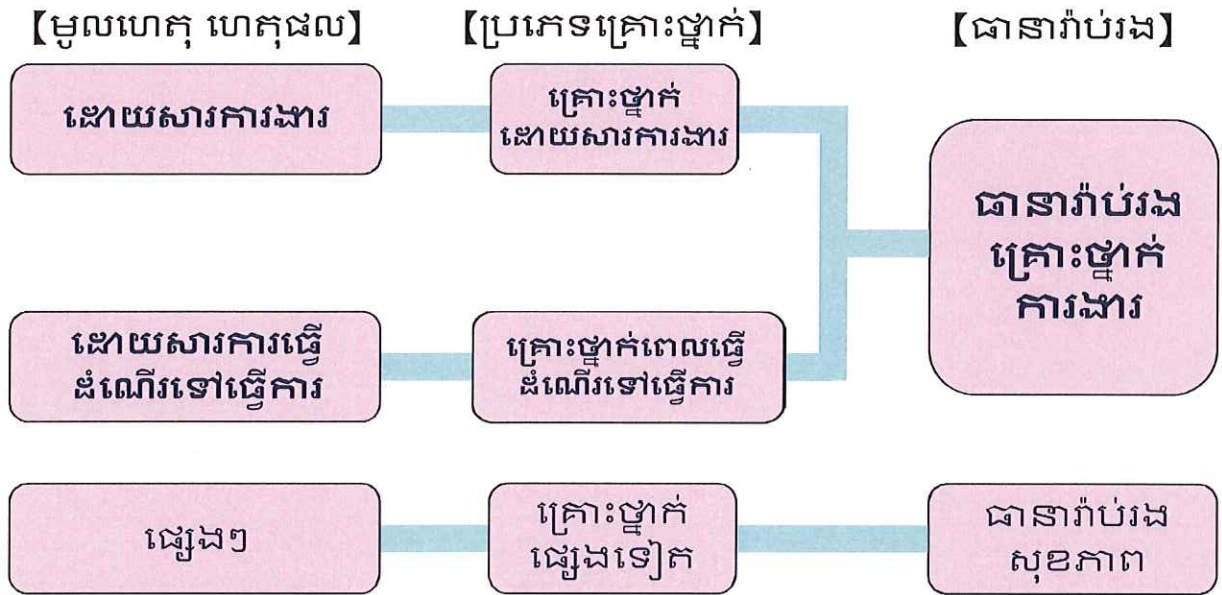 【មូលហេតុ ហេតុផល】
【ប្រភេទគ្រោះថ្នាក់】
【ធានារ៉ាប់រង】
ដោយសារការងារ
គ្រោះថ្នាក់
ដោយសារការងារ
ធានារ៉ាប់រង
គ្រោះថ្នាក់
ការងារ
ដោយសារការធ្វើ
ដំណើរទៅធ្វើការ
គ្រោះថ្នាក់ពេលធ្វើ
ដំណើរទៅធ្វើការ
ផ្សេងៗ
គ្រោះថ្នាក់
ផ្សេងទៀត
ធានារ៉ាប់រង
សុខភាព